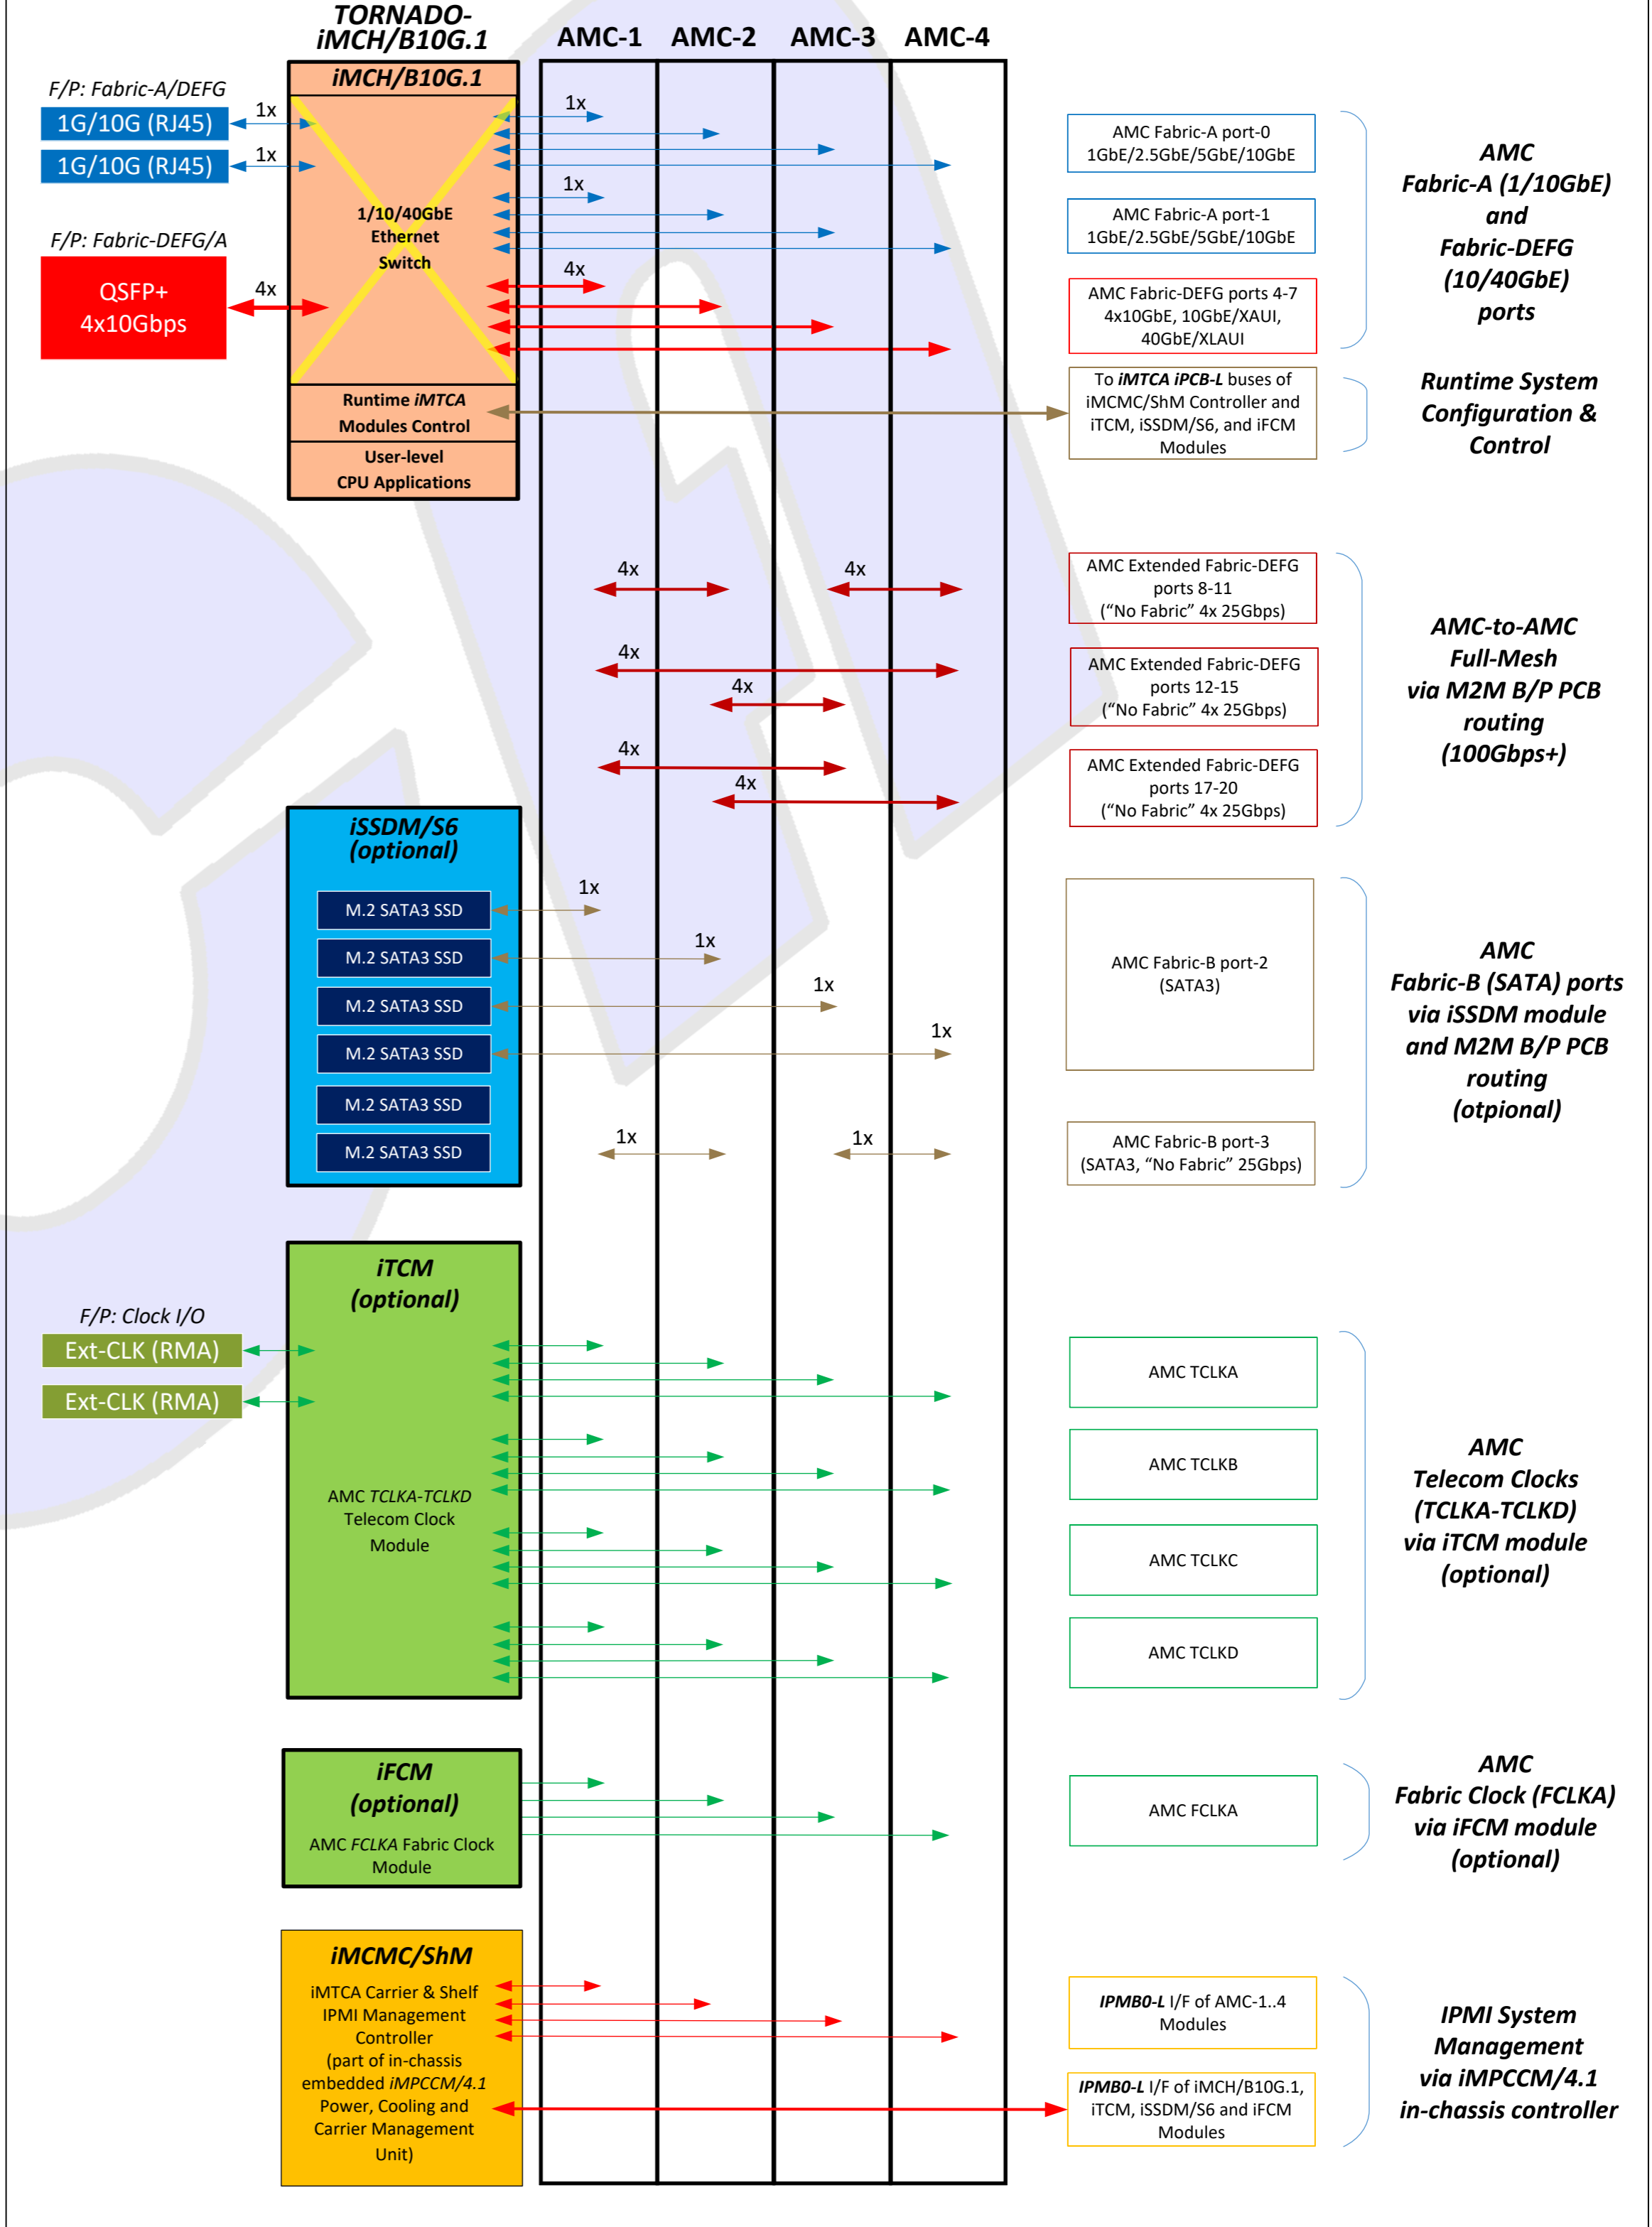 TORNADO-
iMCH/B10G.1
AMC-1 AMC-2 AMC-3 AMC-4
iMCH/B10G.1
F/P: Fabric-A/DEFG
1G/10G (RJ45)
1x
1G/10G (RJ45)
1x
F/P: Fabric-DEFG/A
QSFP+
4x10Gbps
4x
1/10/40GbE
Ethernet
Switch
1x
1x
4x
Runtime iMTCA
Modules Control
User-level
CPU Applications
AMC Fabric-A port-0
1GbE/2.5GbE/5GbE/10GbE
AMC Fabric-A port-1
1GbE/2.5GbE/5GbE/10GbE
AMC Fabric-DEFG ports 4-7
4x10GbE, 10GbE/XAUI,
40GbE/XLAUI
AMC
Fabric-A (1/10GbE)
and
Fabric-DEFG
(10/40GbE)
ports
To iMTCA iPCB-L buses of
iMCMC/ShM Controller and
iTCM, iSSDM/S6, and iFCM
Modules
Runtime System
Configuration &
Control
4x
4x
4x
4x
4x
4x
AMC Extended Fabric-DEFG
ports 8-11
(“No Fabric” 4x 25Gbps)
AMC Extended Fabric-DEFG
ports 12-15
(“No Fabric” 4x 25Gbps)
AMC Extended Fabric-DEFG
ports 17-20
(“No Fabric” 4x 25Gbps)
AMC-to-AMC
Full-Mesh
via M2M B/P PCB
routing
(100Gbps+)
iSSDM/S6
(optional)
M.2 SATA3 SSD
M.2 SATA3 SSD
M.2 SATA3 SSD
M.2 SATA3 SSD
M.2 SATA3 SSD
M.2 SATA3 SSD
1x
1x
1x
1x
1x
1x
AMC Fabric-B port-2
(SATA3)
AMC Fabric-B port-3
(SATA3, “No Fabric” 25Gbps)
AMC
Fabric-B (SATA) ports
via iSSDM module
and M2M B/P PCB
routing
(otpional)
iTCM
(optional)
F/P: Clock I/O
Ext-CLK (RMA)
Ext-CLK (RMA)
AMC TCLKA-TCLKD
Telecom Clock
Module
AMC TCLKA
AMC TCLKB
AMC TCLKC
AMC TCLKD
AMC
Telecom Clocks
(TCLKA-TCLKD)
via iTCM module
(optional)
iFCM
(optional)
AMC FCLKA Fabric Clock
Module
AMC FCLKA
AMC
Fabric Clock (FCLKA)
via iFCM module
(optional)
iMCMC/ShM
iMTCA Carrier & Shelf
IPMI Management
Controller
(part of in-chassis
embedded iMPCCM/4.1
Power, Cooling and
Carrier Management
Unit)
IPMB0-L I/F of AMC-1..4
Modules
IPMB0-L I/F of iMCH/B10G.1,
iTCM, iSSDM/S6 and iFCM
Modules
IPMI System
Management
via iMPCCM/4.1
in-chassis controller